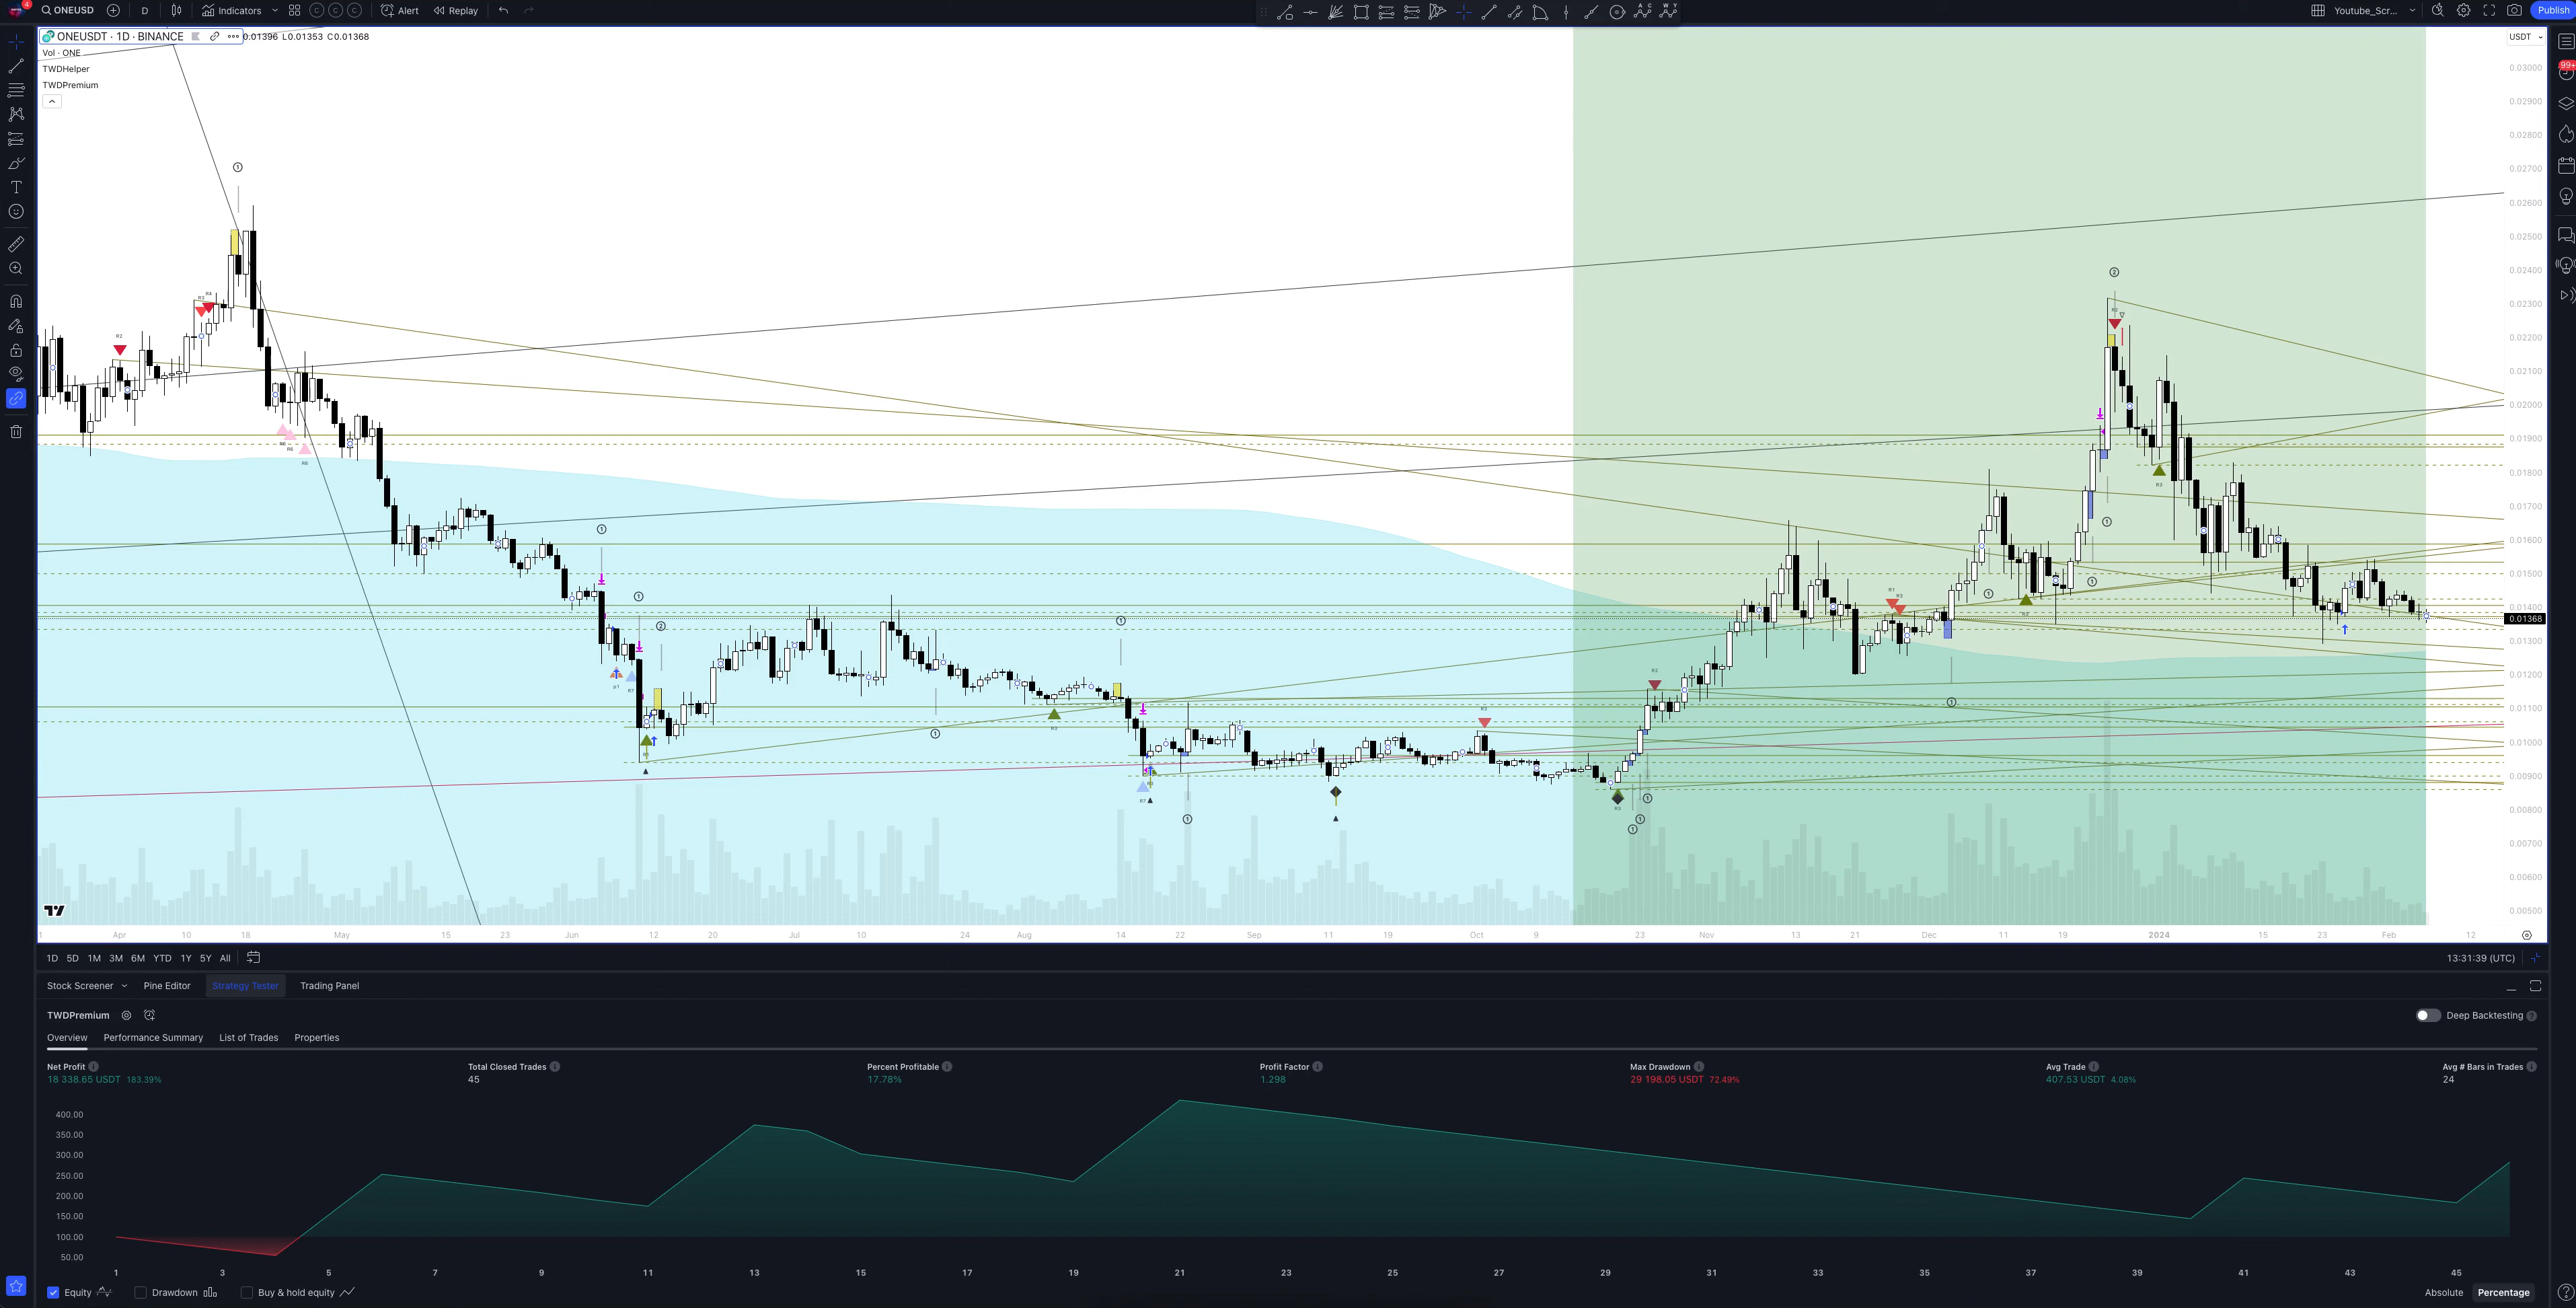 4
ONEUSD
D
Indicators
Alert
Replay
Youtube_Scr...
Publish
ONEUSDT · 1D · BINANCE
0.01396 L0.01353 C0.01368
Vol · ONE
TWDHelper
TWDPremium
USDT
99+
0.03000
0.02900
0.02800
0.02700
0.02600
0.02500
0.02400
0.02300
0.02200
0.02100
0.02000
0.01900
0.01800
0.01700
0.01600
0.01500
0.01400
0.01368
0.01300
0.01200
0.01100
0.01000
0.00900
0.00800
0.00700
0.00600
0.00500
Apr 10 18 May 15 23 Jun 12 20 Jul 10 24 Aug 14 22 Sep 11 19 Oct 9 23 Nov 13 21 Dec 11 19 2024 15 23 Feb 12
1D 5D 1M 3M 6M YTD 1Y 5Y All
13:31:39 (UTC)
Stock Screener Pine Editor Strategy Tester Trading Panel
TWDPremium
Deep Backtesting
Overview Performance Summary List of Trades Properties
Net Profit Total Closed Trades Percent Profitable Profit Factor Max Drawdown Avg Trade Avg # Bars in Trades
18 338.65 USDT 183.39% 45 17.78% 1.298 29 198.05 USDT 72.49% 407.53 USDT 4.08% 24
400.00
350.00
300.00
250.00
200.00
150.00
100.00
50.00
1 3 5 7 9 11 13 15 17 19 21 23 25 27 29 31 33 35 37 39 41 43 45
Equity Drawdown Buy & hold equity
Absolute Percentage